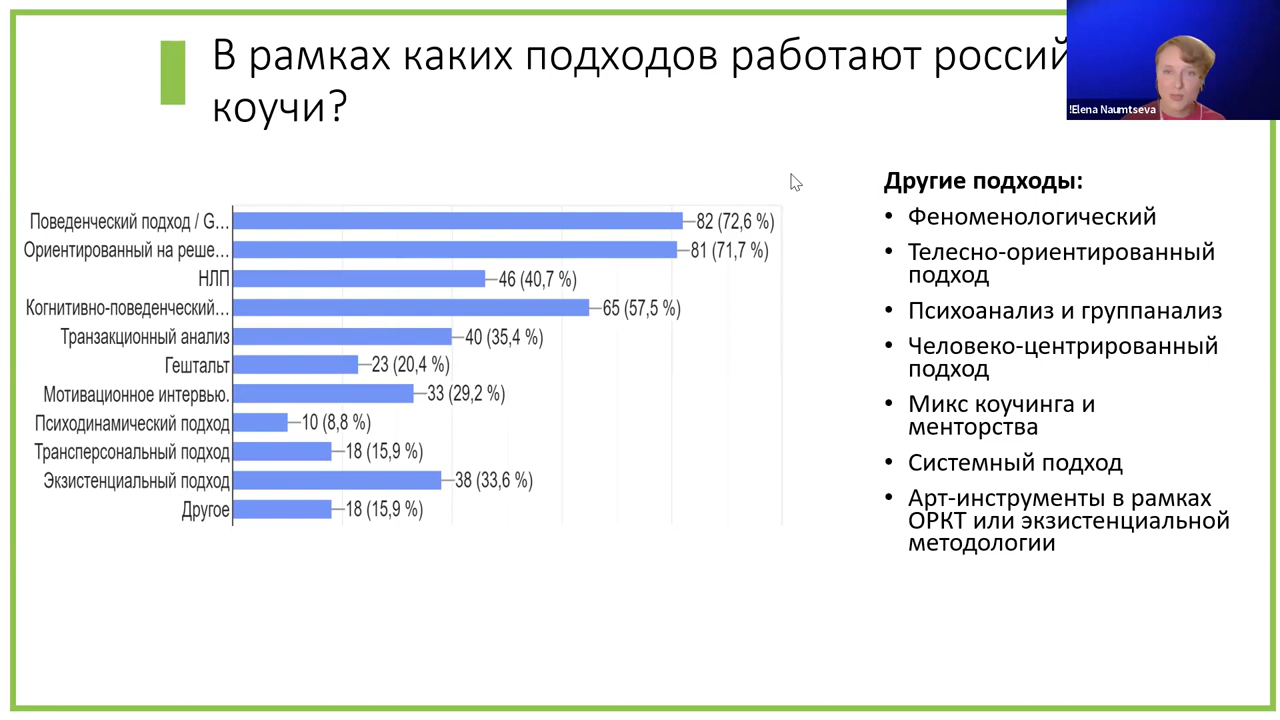 В рамках каких подходов работают россий
коучи?
!Elena Naumtseva
Поведенческий подход / G... 82 (72,6 %)
Ориентированный на реше... 81 (71,7 %)
НЛП 46 (40,7 %)
Когнитивно-поведенческий... 65 (57,5 %)
Транзакционный анализ 40 (35,4 %)
Гештальт 23 (20,4 %)
Мотивационное интервью. 33 (29,2 %)
Психодинамический подход 10 (8,8 %)
Трансперсональный подход 18 (15,9 %)
Экзистенциальный подход 38 (33,6 %)
Другое 18 (15,9 %)
Другие подходы:
• Феноменологический
• Телесно-ориентированный
подход
• Психоанализ и группанализ
• Человеко-центрированный
подход
• Микс коучинга и
менторства
• Системный подход
• Арт-инструменты в рамках
ОРКТ или экзистенциальной
методологии